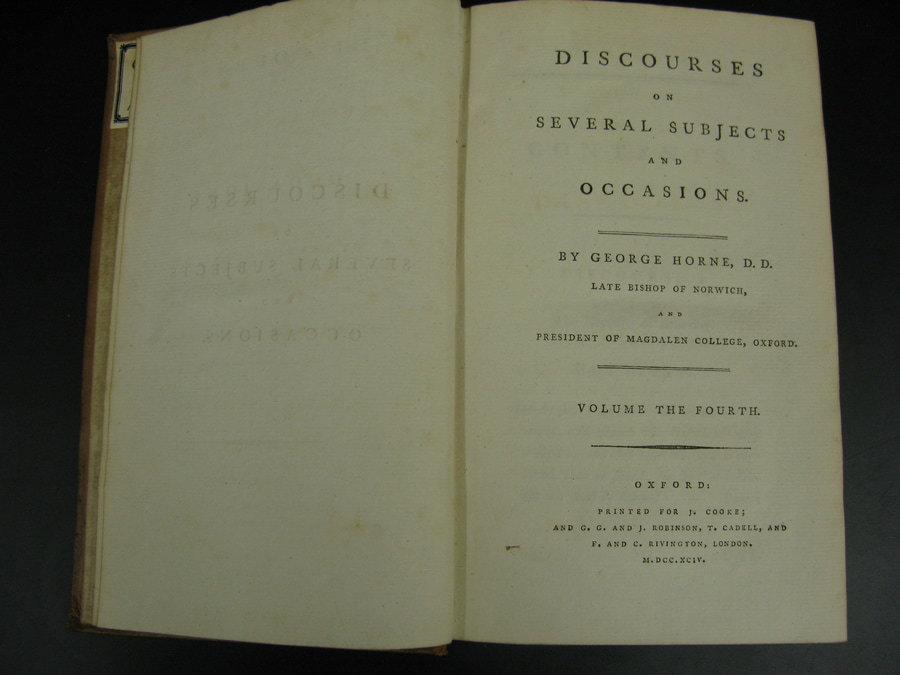 DISCOURSES
ON
SEVERAL SUBJECTS
AND
OCCASIONS.
BY GEORGE HORNE, D. D.
LATE BISHOP OF NORWICH,
AND
PRESIDENT OF MAGDALEN COLLEGE, OXFORD.
VOLUME THE FOURTH.
OXFORD:
PRINTED FOR J. COOKE;
AND G. G. AND J. ROBINSON, T. CADELL, AND
F. AND C. RIVINGTON, LONDON.
M.DCC.XCIV.